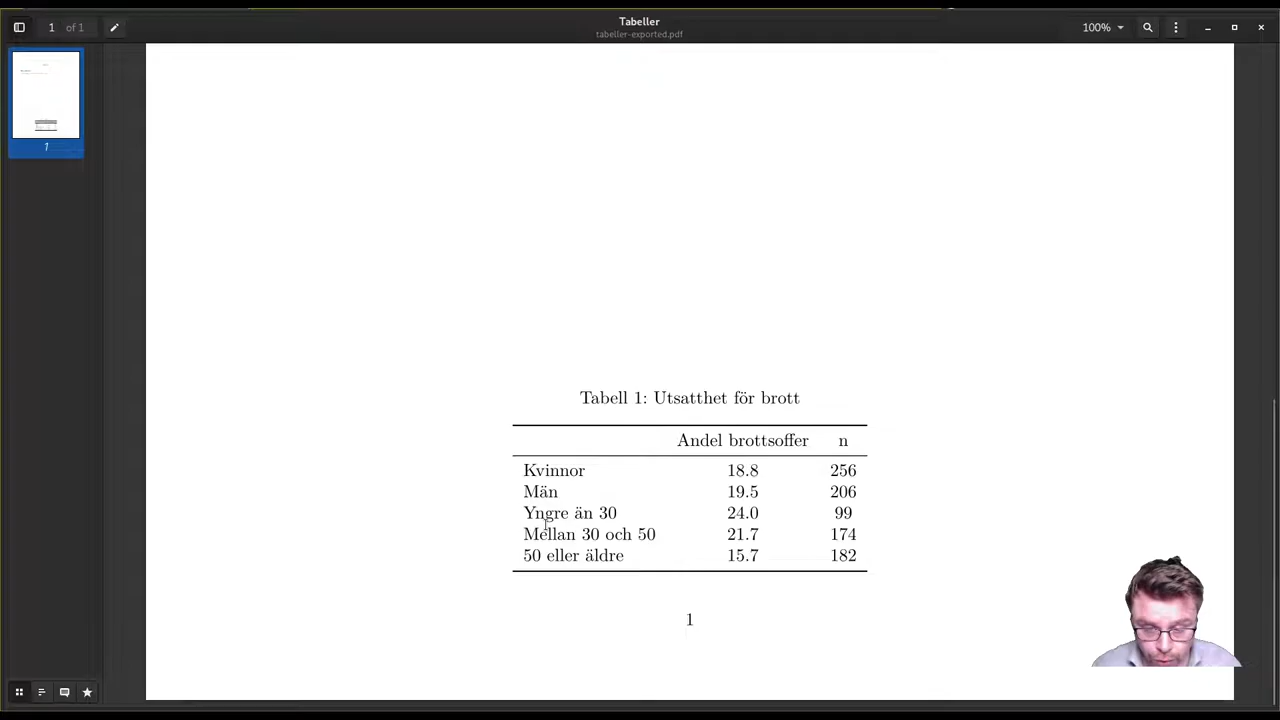 Tabeller
tabeller-exported.pdf
1 of 1
100%
1
Tabell 1: Utsatthet för brott
Andel brottsoffer n
Kvinnor 18.8 256
Män 19.5 206
Yngre än 30 24.0 99
Mellan 30 och 50 21.7 174
50 eller äldre 15.7 182
1